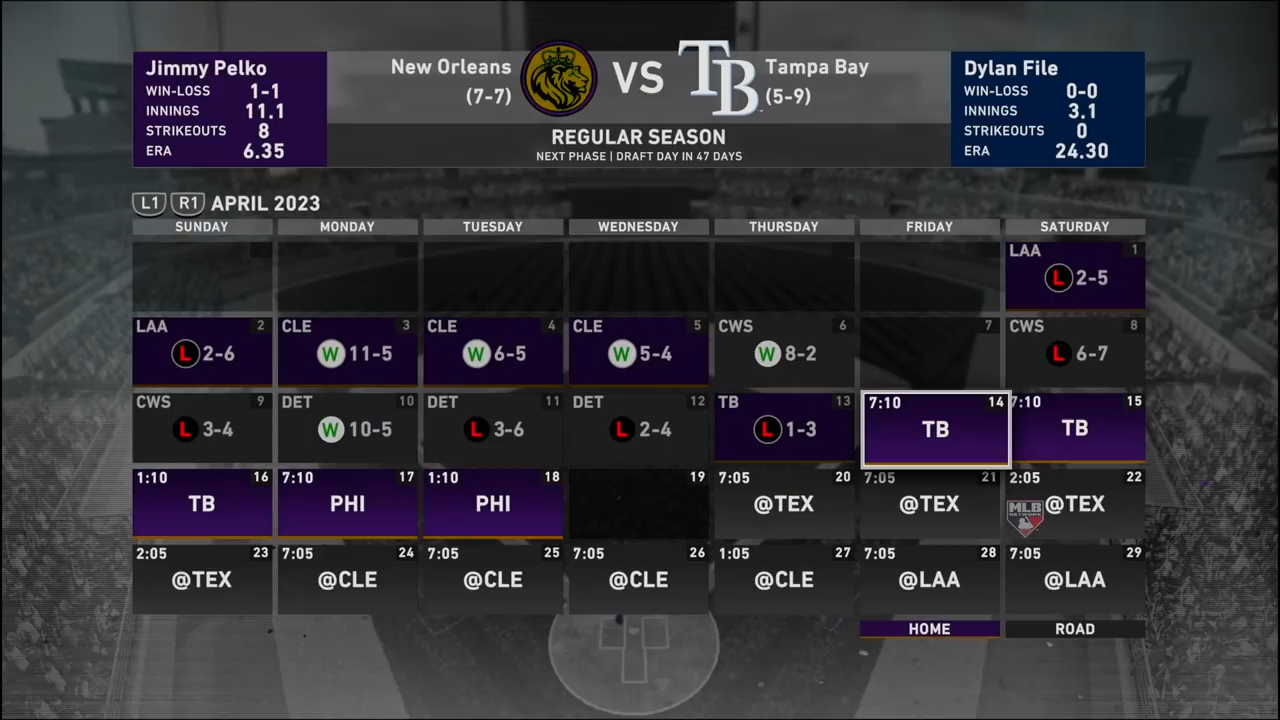 Jimmy Pelko
WIN-LOSS 1-1
INNINGS 11.1
STRIKEOUTS 8
ERA 6.35
New Orleans
(7-7)
VS
TB
Tampa Bay
(5-9)
REGULAR SEASON
NEXT PHASE | DRAFT DAY IN 47 DAYS
Dylan File
WIN-LOSS 0-0
INNINGS 3.1
STRIKEOUTS 0
ERA 24.30
L1 R1 APRIL 2023
SUNDAY MONDAY TUESDAY WEDNESDAY THURSDAY FRIDAY SATURDAY
LAA 1
L 2-5
LAA 2 CLE 3 CLE 4 CLE 5 CWS 6 7 CWS 8
L 2-6 W 11-5 W 6-5 W 5-4 W 8-2 L 6-7
CWS 9 DET 10 DET 11 DET 12 TB 13 7:10 14 7:10 15
L 3-4 W 10-5 L 3-6 L 2-4 L 1-3 TB TB
1:10 16 7:10 17 1:10 18 19 7:05 20 7:05 21 2:05 22
TB PHI PHI @TEX @TEX MLB NETWORK @TEX
2:05 23 7:05 24 7:05 25 7:05 26 1:05 27 7:05 28 7:05 29
@TEX @CLE @CLE @CLE @CLE @LAA @LAA
HOME ROAD